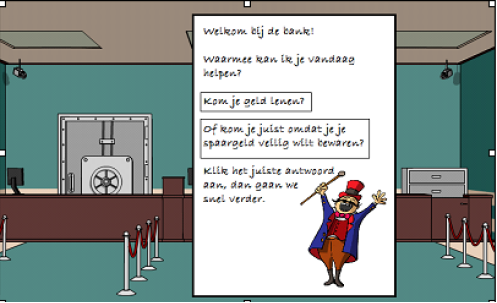 Welkom bij de bank!
Waarmee kan ik je vandaag
helpen?
Kom je geld lenen?
Of kom je juist omdat je je
spaargeld veilig wilt bewaren?
Klik het juiste antwoord
aan, dan gaan we
snel verder.